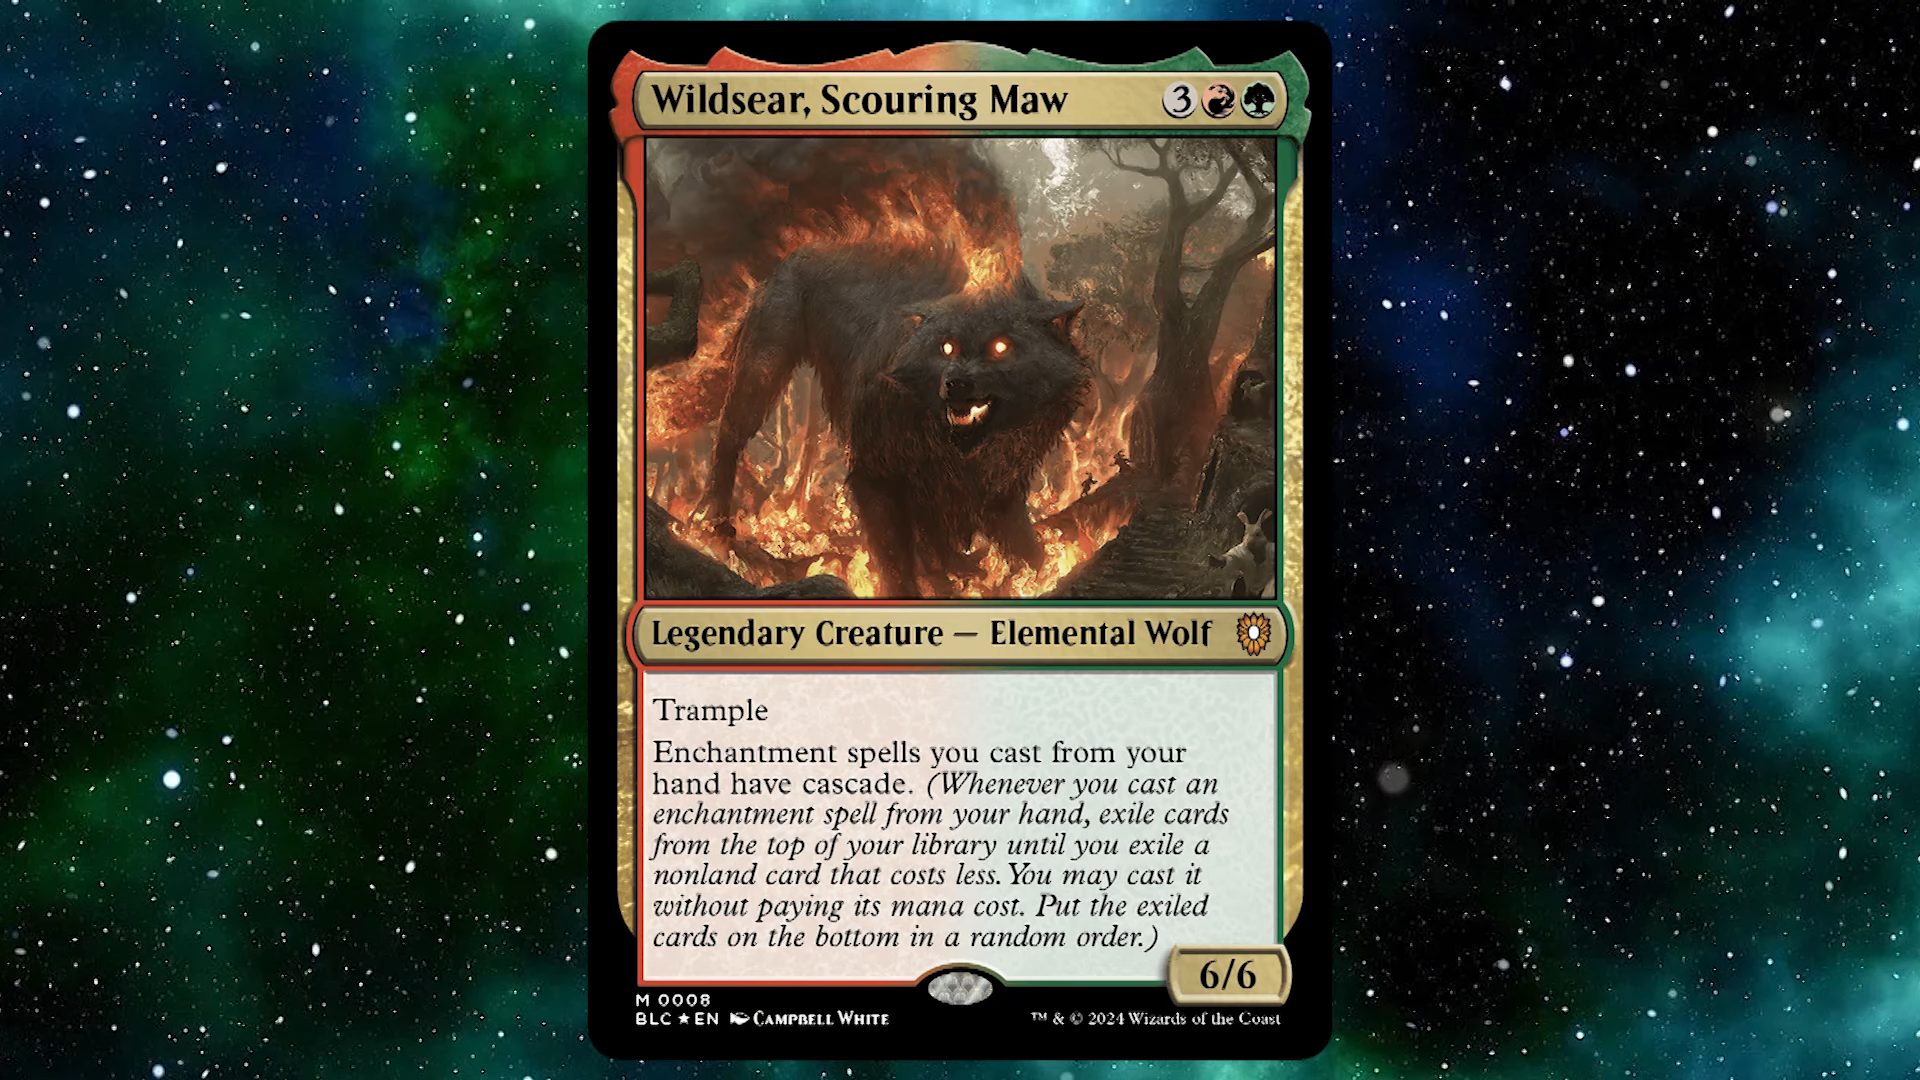 Wildsear, Scouring Maw 3
Legendary Creature — Elemental Wolf
Trample
Enchantment spells you cast from your
hand have cascade. (Whenever you cast an
enchantment spell from your hand, exile cards
from the top of your library until you exile a
nonland card that costs less. You may cast it
without paying its mana cost. Put the exiled
cards on the bottom in a random order.)
6/6
M 0008
BLC ★ EN CAMPBELL WHITE
™ & © 2024 Wizards of the Coast